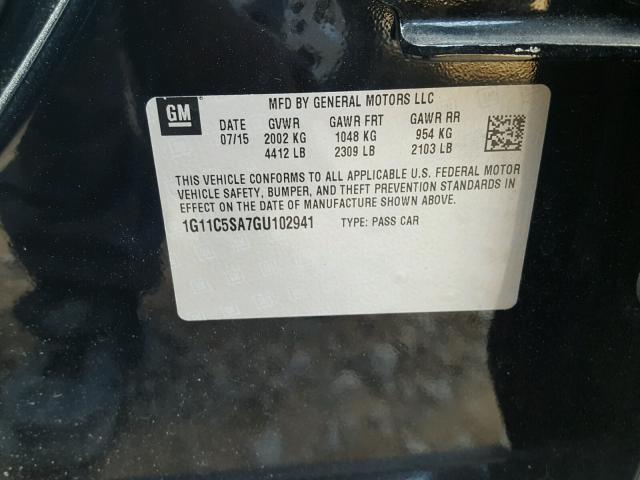 GM
MFD BY GENERAL MOTORS LLC
DATE GVWR GAWR FRT GAWR RR
07/15 2002 KG 1048 KG 954 KG
4412 LB 2309 LB 2103 LB
THIS VEHICLE CONFORMS TO ALL APPLICABLE U.S. FEDERAL MOTOR
VEHICLE SAFETY, BUMPER, AND THEFT PREVENTION STANDARDS IN
EFFECT ON THE DATE OF MANUFACTURE SHOWN ABOVE.
1G11C5SA7GU102941 TYPE: PASS CAR